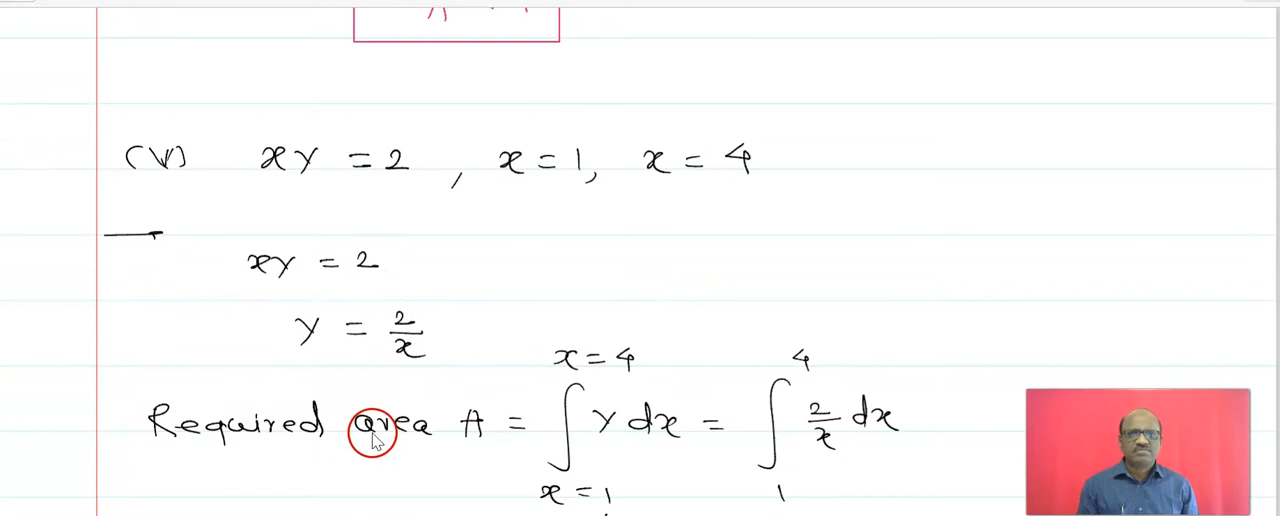 (V) xy = 2, x = 1, x = 4
xy = 2
y = 2/x
Required area A = ∫_{x=1}^{x=4} y dx = ∫_{1}^{4} 2/x dx